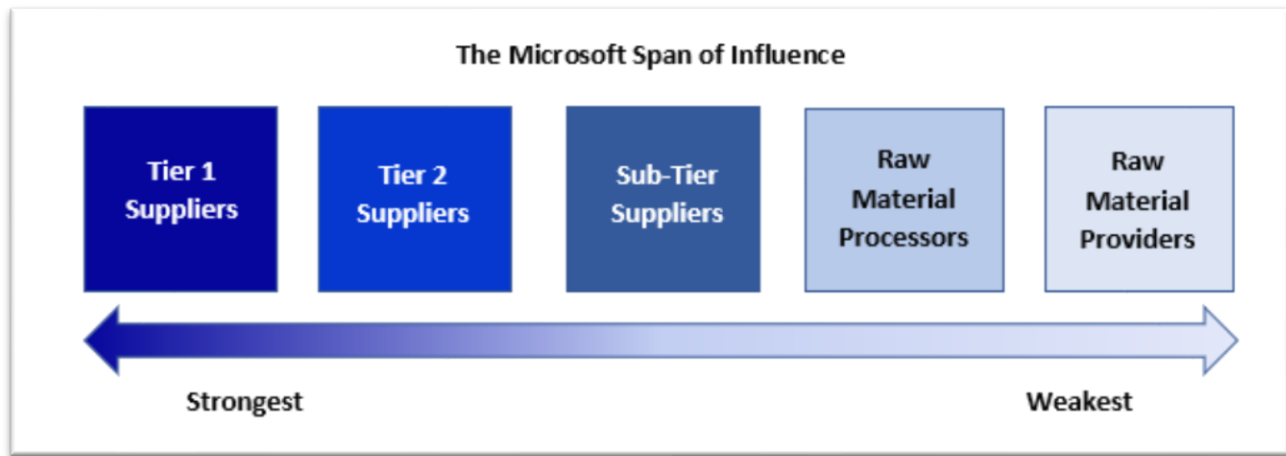 The Microsoft Span of Influence
Tier 1
Suppliers
Tier 2
Suppliers
Sub-Tier
Suppliers
Raw
Material
Processors
Raw
Material
Providers
Strongest
Weakest